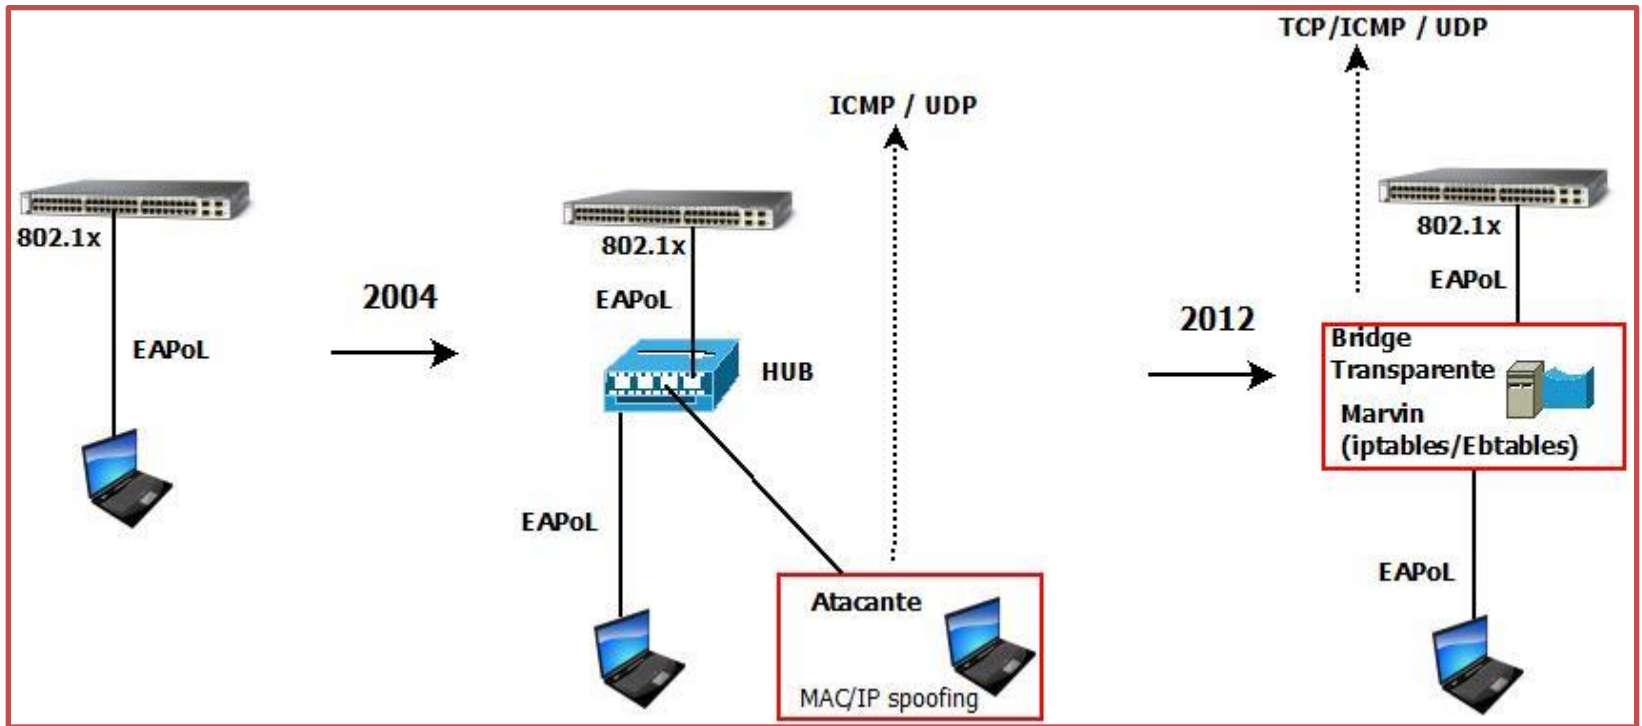 802.1x
EAPoL
2004
ICMP / UDP
802.1x
EAPoL
HUB
EAPoL
Atacante
MAC/IP spoofing
2012
TCP/ICMP / UDP
802.1x
EAPoL
Bridge
Transparente
Marvin
(iptables/Ebtables)
EAPoL